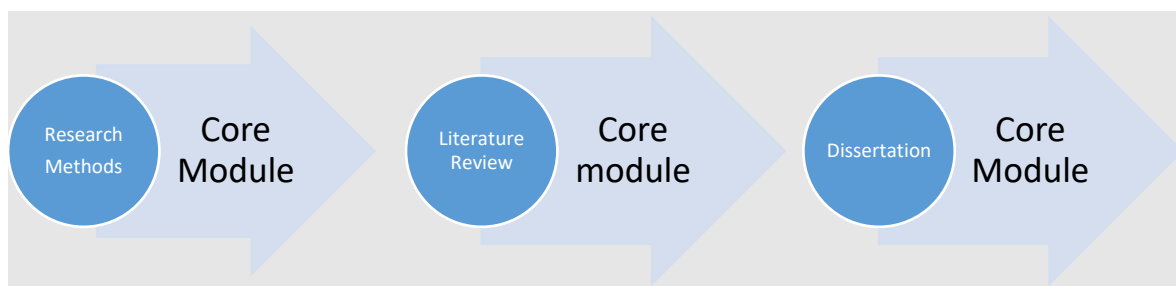 Research
Methods
Core
Module
Literature
Review
Core
module
Dissertation
Core
Module